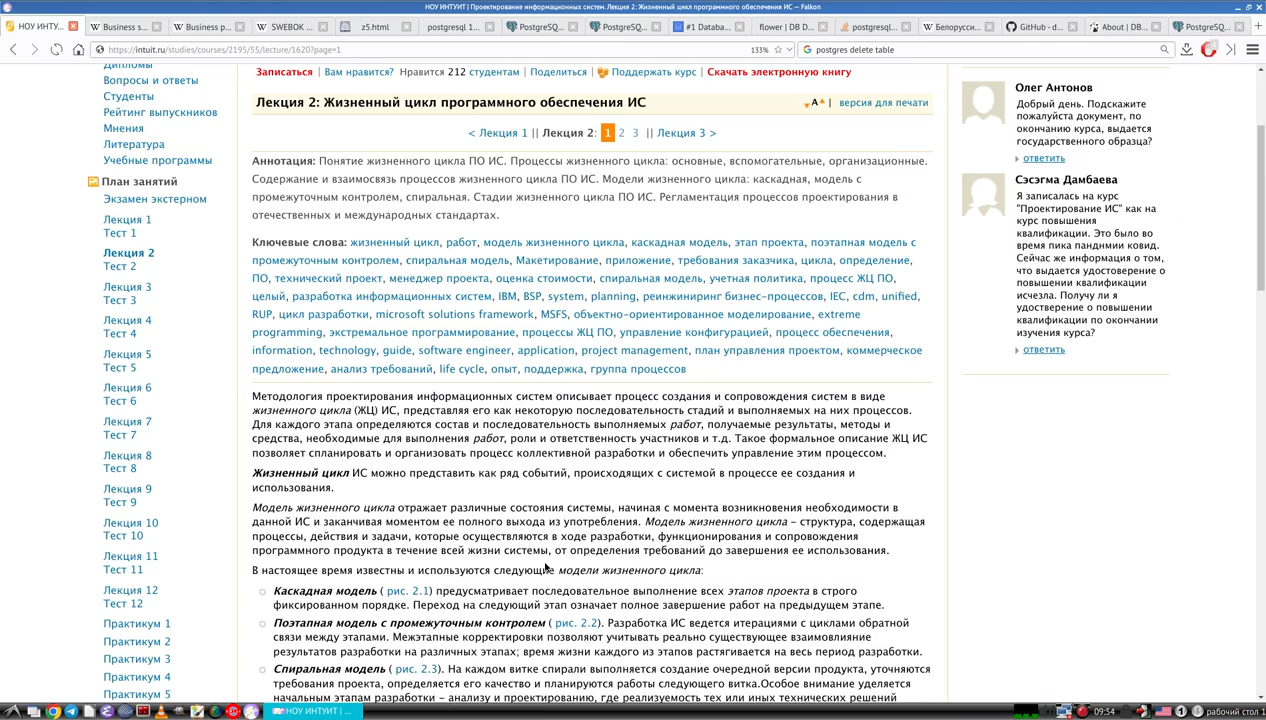 НОУ ИНТУИТ | Проектирование информационных систем. Лекция 2: Жизненный цикл программного обеспечения ИС — Falkon
НОУ ИНТУ...
Business s...
Business p...
SWEBOK ...
z5.html
postgresql 1...
PostgreSQ...
PostgreSQ...
#1 Databa...
flower | DB D...
postgresql...
Белорусси...
GitHub - d...
About | DB...
PostgreSQ...
https://intuit.ru/studies/courses/2195/55/lecture/1620?page=1
133%
postgres delete table
Дипломы
Вопросы и ответы
Студенты
Рейтинг выпускников
Мнения
Литература
Учебные программы
План занятий
Экзамен экстерном
Лекция 1
Тест 1
Лекция 2
Тест 2
Лекция 3
Тест 3
Лекция 4
Тест 4
Лекция 5
Тест 5
Лекция 6
Тест 6
Лекция 7
Тест 7
Лекция 8
Тест 8
Лекция 9
Тест 9
Лекция 10
Тест 10
Лекция 11
Тест 11
Лекция 12
Тест 12
Практикум 1
Практикум 2
Практикум 3
Практикум 4
Практикум 5
Записаться | Вам нравится? Нравится 212 студентам | Поделиться | Поддержать курс | Скачать электронную книгу
Лекция 2: Жизненный цикл программного обеспечения ИС
A | версия для печати
< Лекция 1 || Лекция 2: 1 2 3 || Лекция 3 >
Аннотация: Понятие жизненного цикла ПО ИС. Процессы жизненного цикла: основные, вспомогательные, организационные.
Содержание и взаимосвязь процессов жизненного цикла ПО ИС. Модели жизненного цикла: каскадная, модель с
промежуточным контролем, спиральная. Стадии жизненного цикла ПО ИС. Регламентация процессов проектирования в
отечественных и международных стандартах.
Ключевые слова: жизненный цикл, работ, модель жизненного цикла, каскадная модель, этап проекта, поэтапная модель с
промежуточным контролем, спиральная модель, Макетирование, приложение, требования заказчика, цикла, определение,
ПО, технический проект, менеджер проекта, оценка стоимости, спиральная модель, учетная политика, процесс ЖЦ ПО,
целый, разработка информационных систем, IBM, BSP, system, planning, реинжиниринг бизнес-процессов, IEC, cdm, unified,
RUP, цикл разработки, microsoft solutions framework, MSFS, объектно-ориентированное моделирование, extreme
programming, экстремальное программирование, процессы ЖЦ ПО, управление конфигурацией, процесс обеспечения,
information, technology, guide, software engineer, application, project management, план управления проектом, коммерческое
предложение, анализ требований, life cycle, опыт, поддержка, группа процессов
Методология проектирования информационных систем описывает процесс создания и сопровождения систем в виде
жизненного цикла (ЖЦ) ИС, представляя его как некоторую последовательность стадий и выполняемых на них процессов.
Для каждого этапа определяются состав и последовательность выполняемых работ, получаемые результаты, методы и
средства, необходимые для выполнения работ, роли и ответственность участников и т.д. Такое формальное описание ЖЦ ИС
позволяет спланировать и организовать процесс коллективной разработки и обеспечить управление этим процессом.
Жизненный цикл ИС можно представить как ряд событий, происходящих с системой в процессе ее создания и
использования.
Модель жизненного цикла отражает различные состояния системы, начиная с момента возникновения необходимости в
данной ИС и заканчивая моментом ее полного выхода из употребления. Модель жизненного цикла – структура, содержащая
процессы, действия и задачи, которые осуществляются в ходе разработки, функционирования и сопровождения
программного продукта в течение всей жизни системы, от определения требований до завершения ее использования.
В настоящее время известны и используются следующие модели жизненного цикла:
Каскадная модель ( рис. 2.1) предусматривает последовательное выполнение всех этапов проекта в строго
фиксированном порядке. Переход на следующий этап означает полное завершение работ на предыдущем этапе.
Поэтапная модель с промежуточным контролем ( рис. 2.2). Разработка ИС ведется итерациями с циклами обратной
связи между этапами. Межэтапные корректировки позволяют учитывать реально существующее взаимовлияние
результатов разработки на различных этапах; время жизни каждого из этапов растягивается на весь период разработки.
Спиральная модель ( рис. 2.3). На каждом витке спирали выполняется создание очередной версии продукта, уточняются
требования проекта, определяется его качество и планируются работы следующего витка.Особое внимание уделяется
начальным этапам разработки – анализу и проектированию, где реализуемость тех или иных технических решений
Олег Антонов
Добрый день. Подскажите
пожалуйста документ, по
окончанию курса, выдается
государственного образца?
ответить
Сэсэгма Дамбаева
Я записалась на курс
"Проектирование ИС" как на
курс повышения
квалификации. Это было во
время пика пандмии ковид.
Сейчас же информация о том,
что выдается удостоверение о
повышении квалификации
исчезла. Получу ли я
удостверение о повышении
квалификации по окончании
изучения курса?
ответить
НОУ ИНТУИТ | ...
09:54
рабочий стол 1